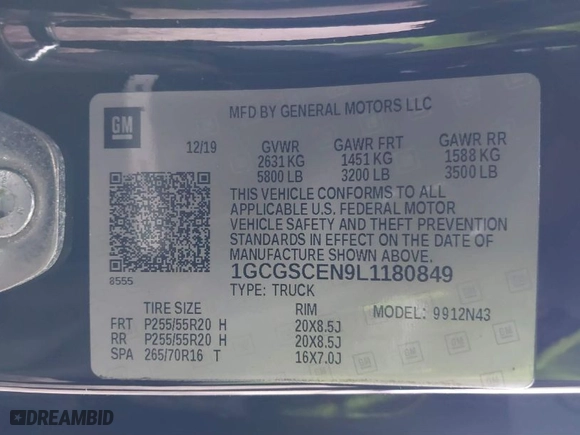 GM
MFD BY GENERAL MOTORS LLC
12/19 GVWR GAWR FRT GAWR RR
2631 KG 1451 KG 1588 KG
5800 LB 3200 LB 3500 LB
THIS VEHICLE CONFORMS TO ALL
APPLICABLE U.S. FEDERAL MOTOR
VEHICLE SAFETY AND THEFT PREVENTION
STANDARDS IN EFFECT ON THE DATE OF
MANUFACTURE SHOWN ABOVE.
8555 1GCGSCEN9L1180849
TYPE: TRUCK
TIRE SIZE RIM MODEL: 9912N43
FRT P255/55R20 H 20X8.5J
RR P255/55R20 H 20X8.5J
SPA 265/70R16 T 16X7.0J
DREAMBID